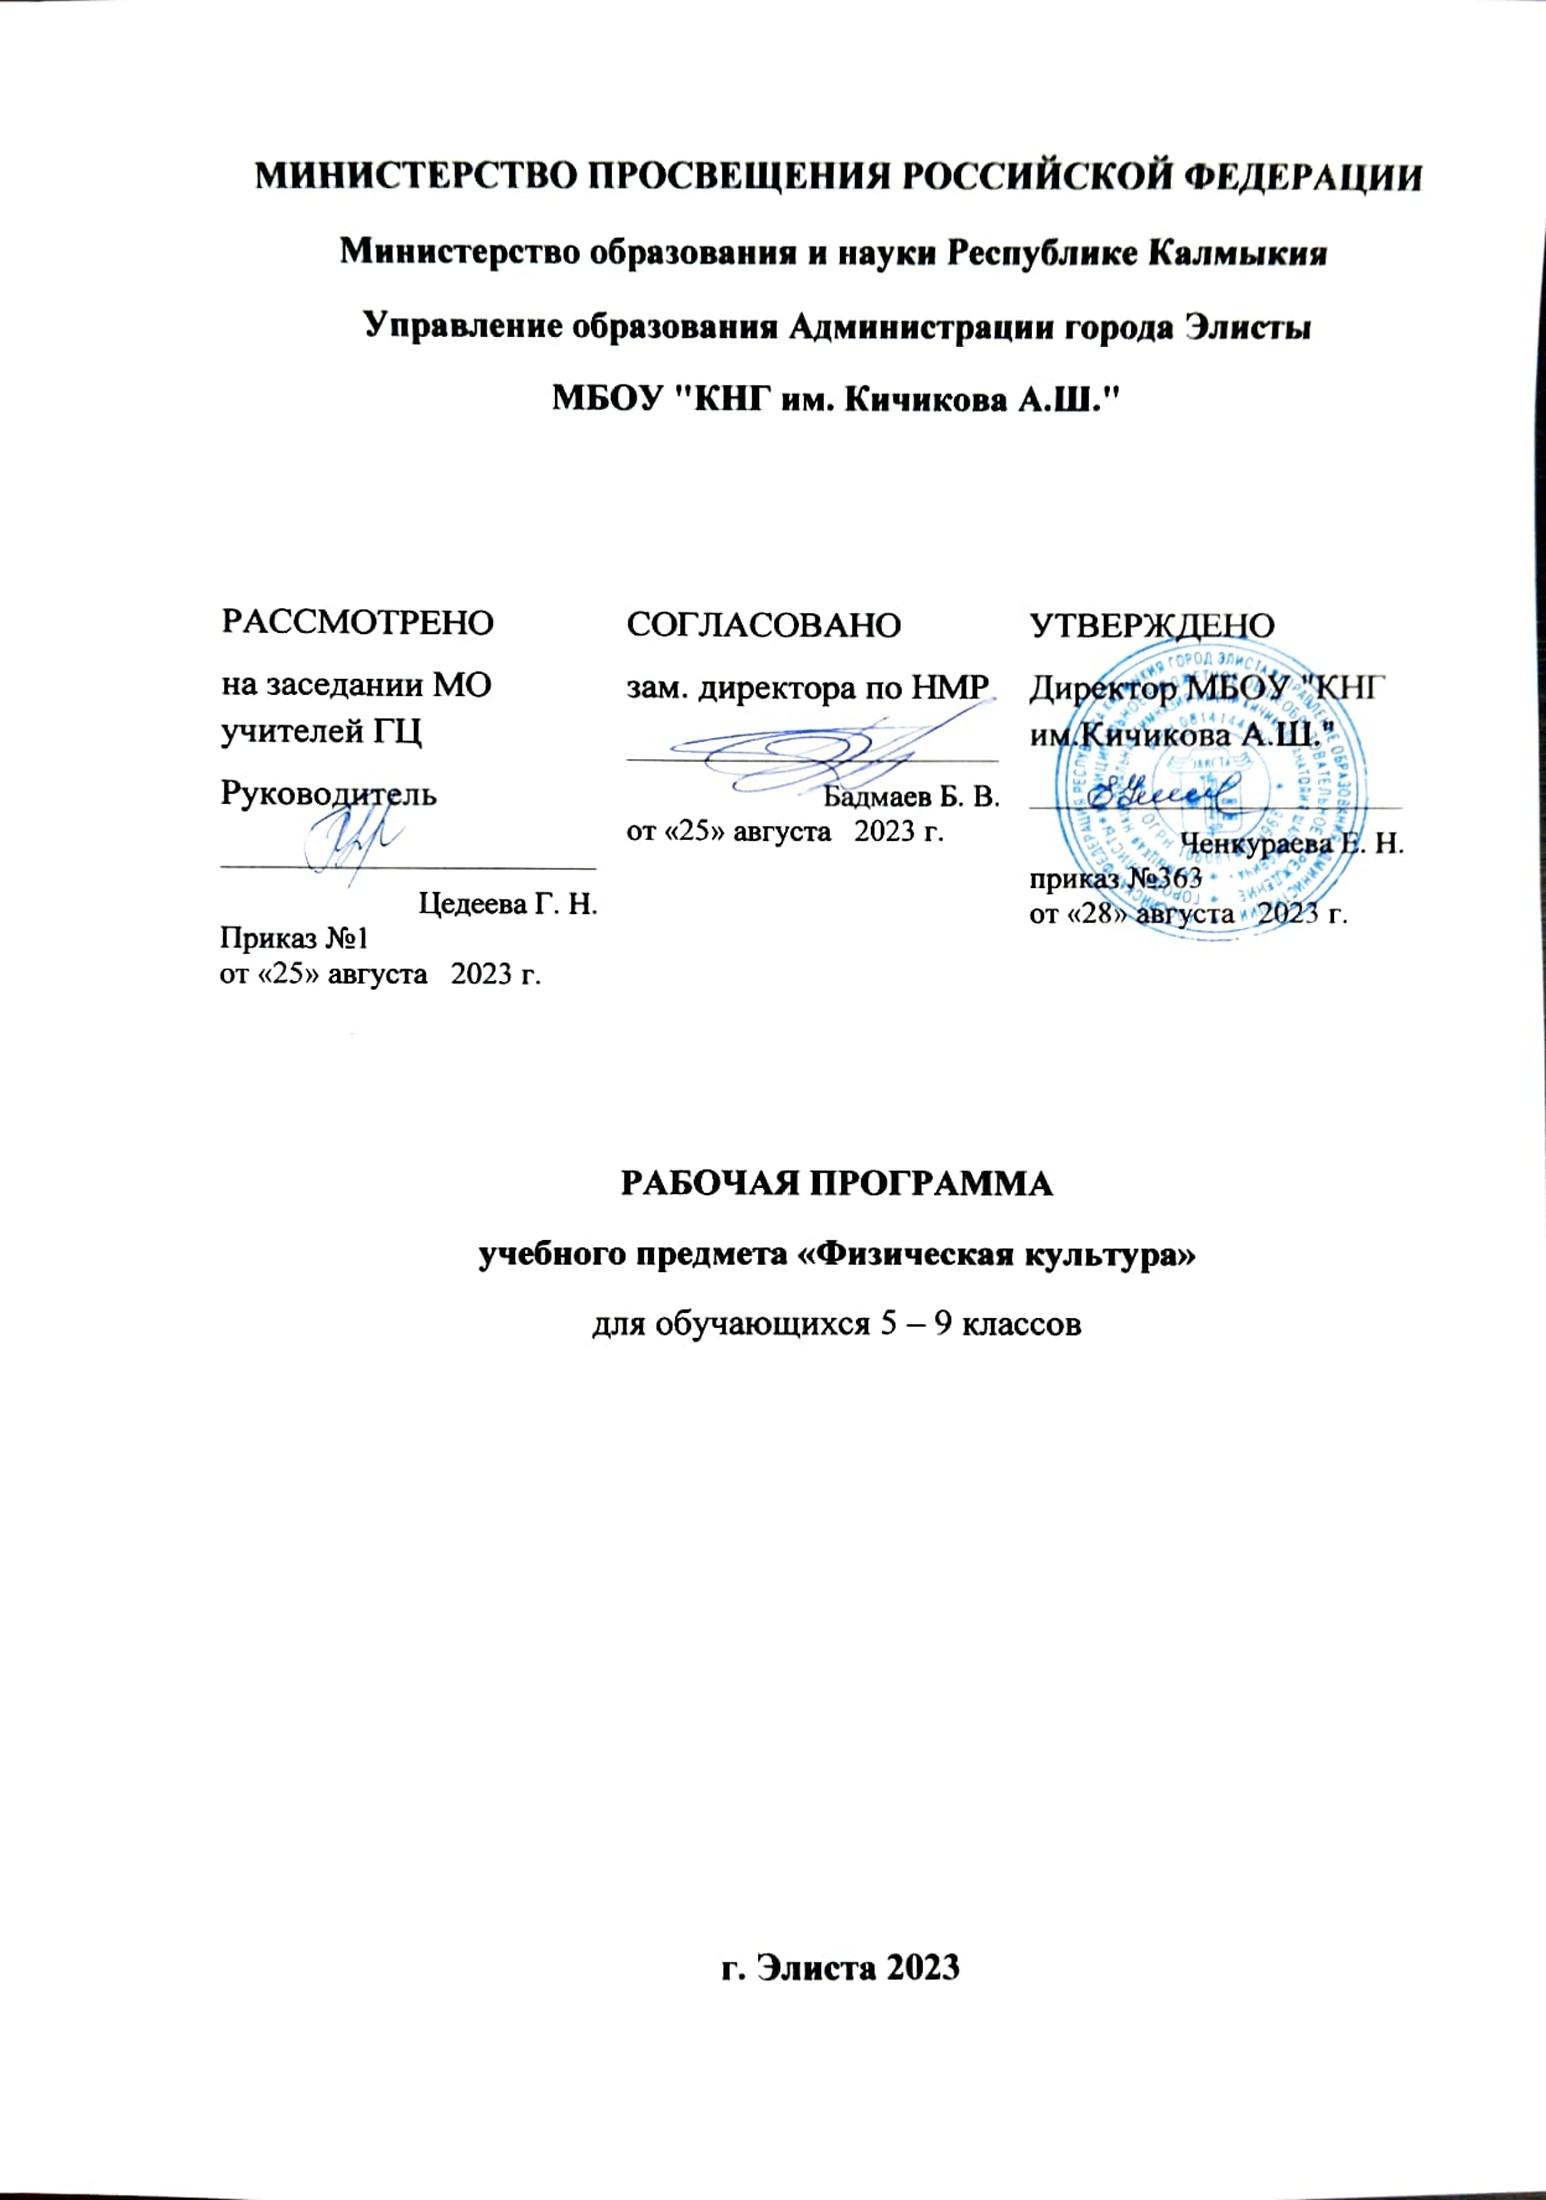 МИНИСТЕРСТВО ПРОСВЕЩЕНИЯ РОССИЙСКОЙ ФЕДЕРАЦИИ
Министерство образования и науки Республике Калмыкия
Управление образования Администрации города Элисты
МБОУ "КНГ им. Кичикова А.Ш."
РАССМОТРЕНО
на заседании МО
учителей ГЦ
Руководитель
Цедеева Г. Н.
Приказ №1
от «25» августа 2023 г.
СОГЛАСОВАНО
зам. директора по НМР
Бадмаев Б. В.
от «25» августа 2023 г.
УТВЕРЖДЕНО
Директор МБОУ "КНГ
им.Кичикова А.Ш."
Ченкураева Е. Н.
приказ №363
от «28» августа 2023 г.
РАБОЧАЯ ПРОГРАММА
учебного предмета «Физическая культура»
для обучающихся 5 – 9 классов
г. Элиста 2023